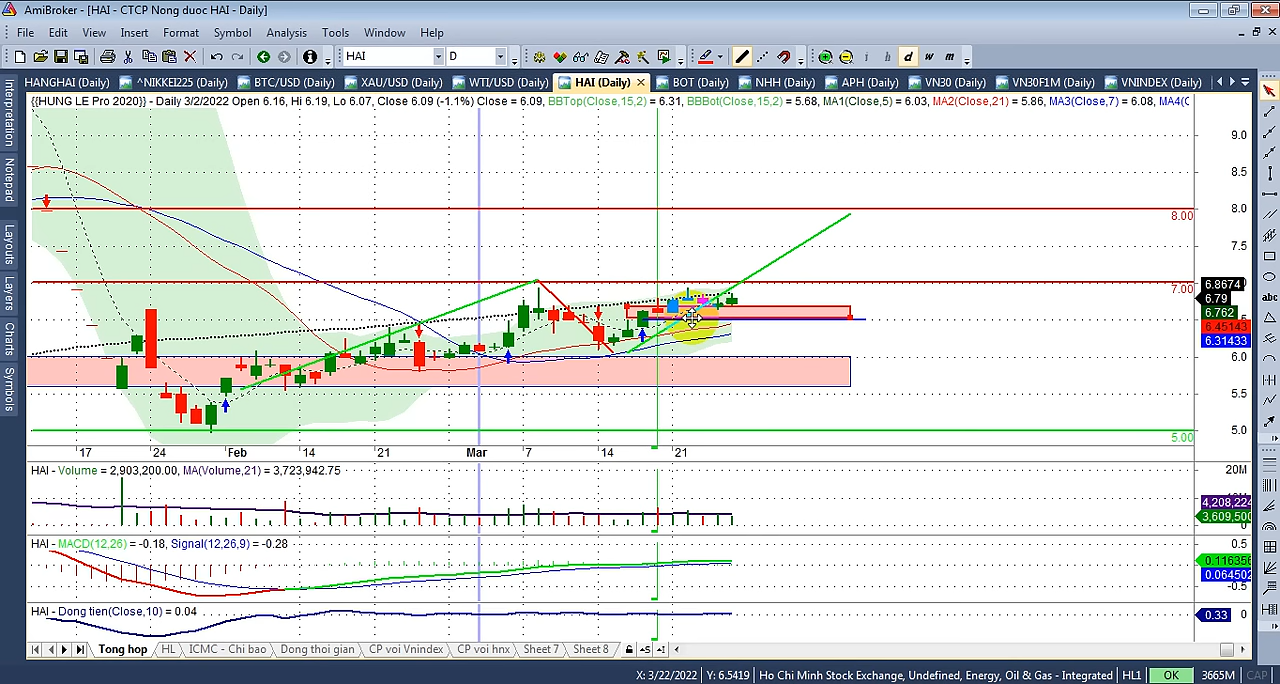 AmiBroker - [HAI - CTCP Nong duoc HAI - Daily]
File Edit View Insert Format Symbol Analysis Tools Window Help
HAI D i h d w m
HANGHAI (Daily) ^NIKKEI225 (Daily) BTC/USD (Daily) XAU/USD (Daily) WTI/USD (Daily) HAI (Daily) BOT (Daily) NHH (Daily) APH (Daily) VN30 (Daily) VN30F1M (Daily) VNINDEX (Daily)
{{HUNG LE Pro 2020}} - Daily 3/2/2022 Open 6.16, Hi 6.19, Lo 6.07, Close 6.09 (-1.1%) Close = 6.09, BBTop(Close,15,2) = 6.31, BBBot(Close,15,2) = 5.68, MA1(Close,5) = 6.03, MA2(Close,21) = 5.86, MA3(Close,7) = 6.08, MA4(C
Interpretation
Notepad
Layouts
Layers
Charts
Symbols
abc
9.0
8.5
8.0
8.00
7.5
7.00
6.8674
6.79
6.762
6.45143
6.31433
6.0
5.5
5.0
5.00
17 24 Feb 14 21 Mar 7 14 21
HAI - Volume = 2,903,200.00, MA(Volume,21) = 3,723,942.75
20M
4,208,224
3,609,500
0
HAI - MACD(12,26) = -0.18, Signal(12,26,9) = -0.28
0.5
0.116356
0.064502
-0.5
HAI - Dong tien(Close,10) = 0.04
0.33 0
Tong hop HL ICMC - Chi bao Dong thoi gian CP voi Vnindex CP voi hnx Sheet 7 Sheet 8
X: 3/22/2022 Y: 6.5419 Ho Chi Minh Stock Exchange, Undefined, Energy, Oil & Gas - Integrated HL1 OK 3665M CAP